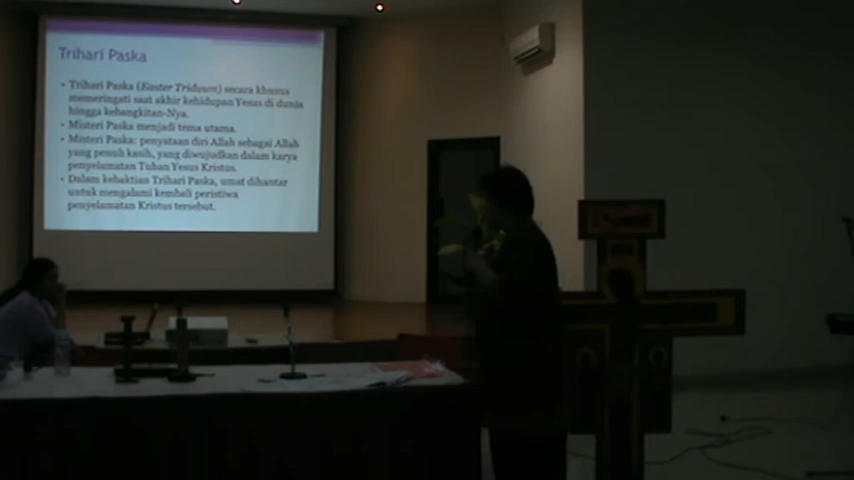 Trihari Paska
• Trihari Paska (Easter Triduum) secara khusus
memeringati saat akhir kehidupan Yesus di dunia
hingga kebangkitan-Nya.
• Misteri Paska menjadi tema utama.
• Misteri Paska: penyataan diri Allah sebagai Allah
yang penuh kasih, yang diwujudkan dalam karya
penyelamatan Tuhan Yesus Kristus.
• Dalam kebaktian Trihari Paska, umat dihantar
untuk mengalami kembali peristiwa
penyelamatan Kristus tersebut.